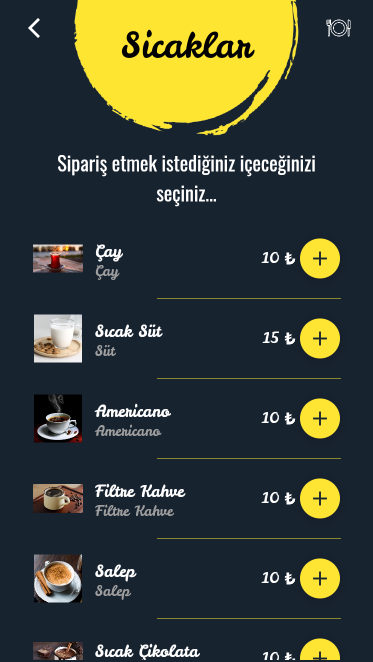 Sicaklar
Sipariş etmek istediğiniz içeceğinizi
seçiniz...
Çay
Çay
10 ₺
Sıcak Süt
Süt
15 ₺
Americano
Americano
10 ₺
Filtre Kahve
Filtre Kahve
10 ₺
Salep
Salep
10 ₺
Sıcak Çikolata
10 ₺